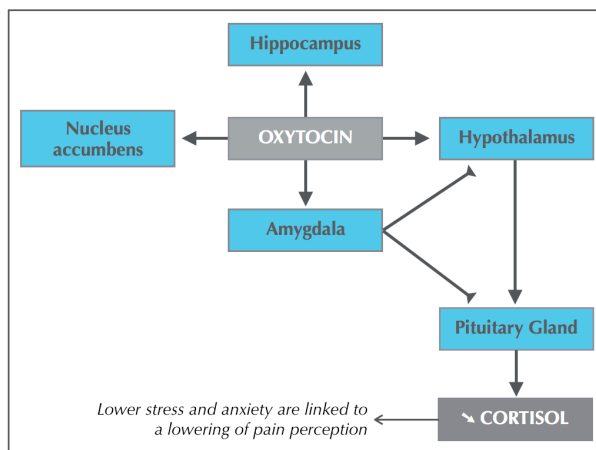 Hippocampus
Nucleus
accumbens
OXYTOCIN
Hypothalamus
Amygdala
Pituitary Gland
Lower stress and anxiety are linked to
a lowering of pain perception
➘ CORTISOL